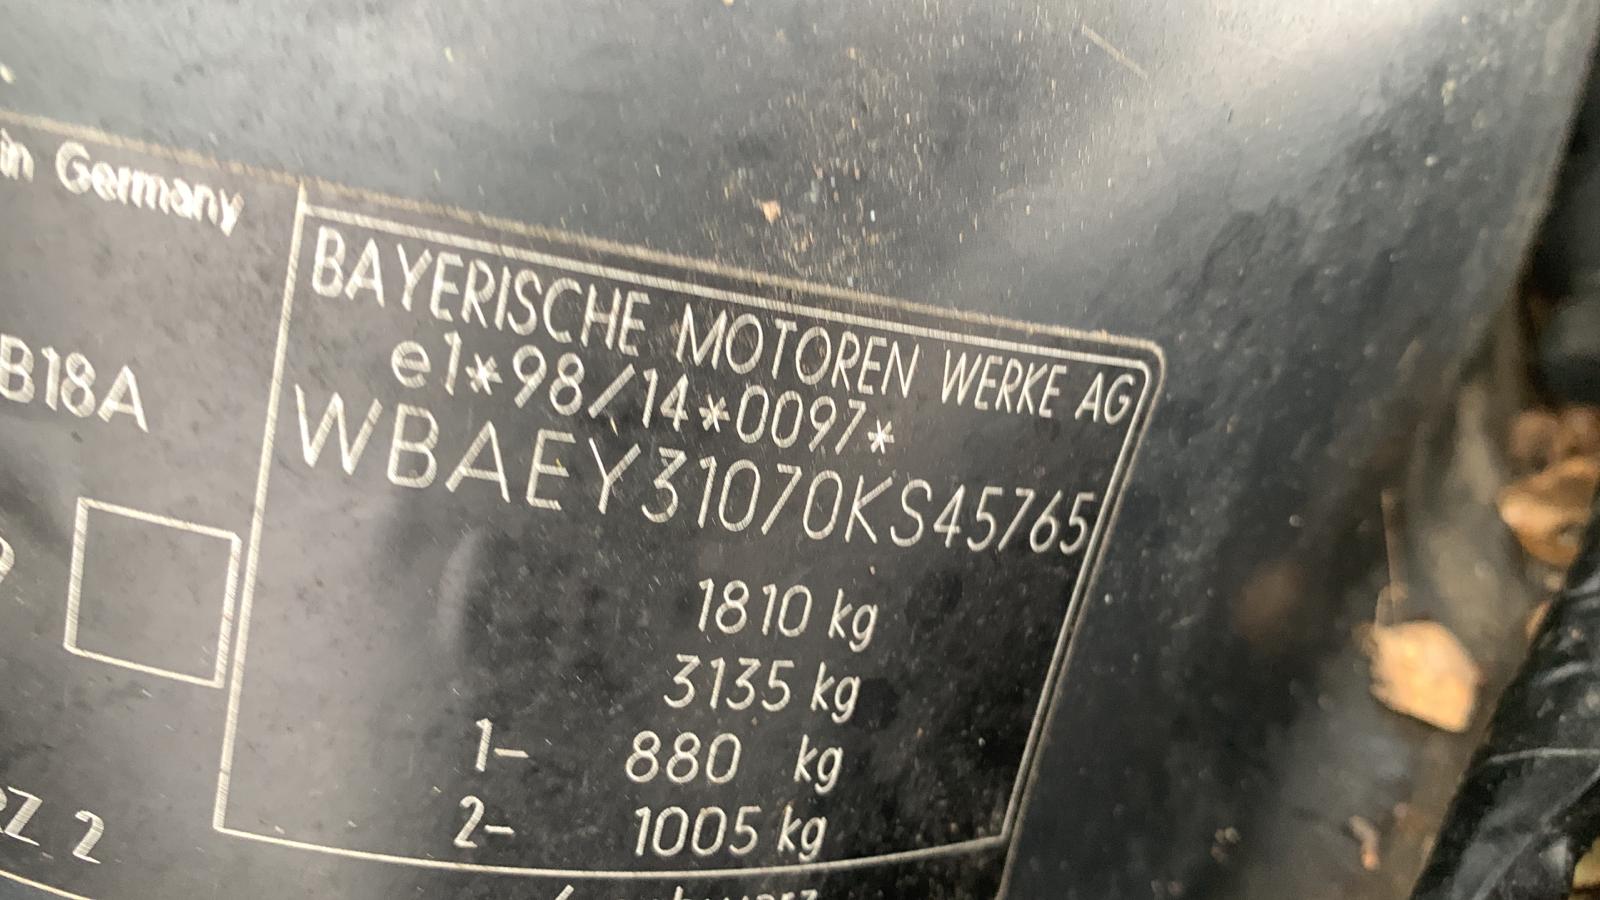 in Germany
BAYERISCHE MOTOREN WERKE AG
e1*98/14*0097*
B18A
WBAEY31070KS45765
1810 kg
3135 kg
1- 880 kg
2- 1005 kg
Z 2